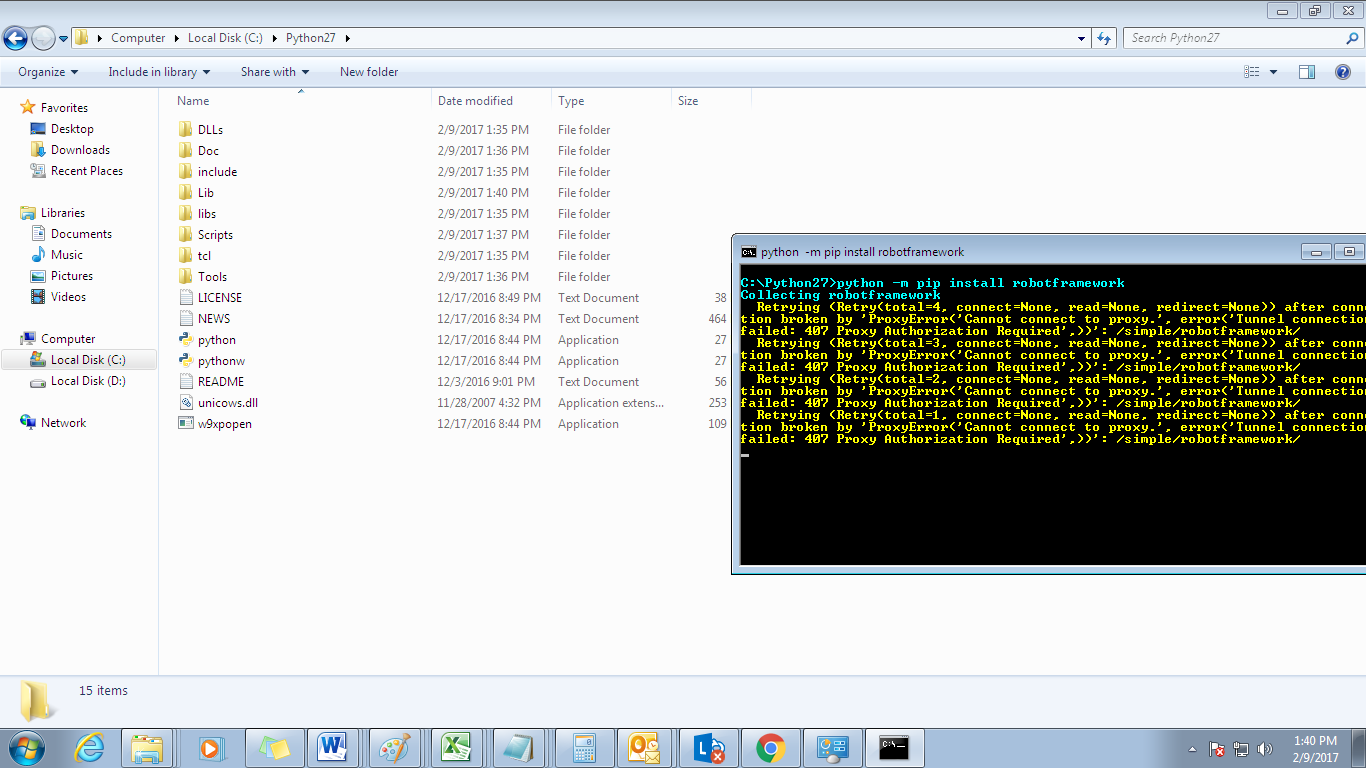 Computer Local Disk (C:) Python27
Search Python27
Organize Include in library Share with New folder
Name Date modified Type Size
Favorites
Desktop
Downloads
Recent Places
Libraries
Documents
Music
Pictures
Videos
Computer
Local Disk (C:)
Local Disk (D:)
Network
DLLs 2/9/2017 1:35 PM File folder
Doc 2/9/2017 1:36 PM File folder
include 2/9/2017 1:35 PM File folder
Lib 2/9/2017 1:40 PM File folder
libs 2/9/2017 1:35 PM File folder
Scripts 2/9/2017 1:37 PM File folder
tcl 2/9/2017 1:35 PM File folder
Tools 2/9/2017 1:36 PM File folder
LICENSE 12/17/2016 8:49 PM Text Document 38
NEWS 12/17/2016 8:34 PM Text Document 464
python 12/17/2016 8:44 PM Application 27
pythonw 12/17/2016 8:44 PM Application 27
README 12/3/2016 9:01 PM Text Document 56
unicows.dll 11/28/2007 4:32 PM Application extens... 253
w9xpopen 12/17/2016 8:44 PM Application 109
python -m pip install robotframework
C:\Python27>python -m pip install robotframework
Collecting robotframework
Retrying (Retry(total=4, connect=None, read=None, redirect=None)) after conne
tion broken by 'ProxyError('Cannot connect to proxy.', error('Tunnel connection
failed: 407 Proxy Authorization Required',))': /simple/robotframework/
Retrying (Retry(total=3, connect=None, read=None, redirect=None)) after conne
tion broken by 'ProxyError('Cannot connect to proxy.', error('Tunnel connection
failed: 407 Proxy Authorization Required',))': /simple/robotframework/
Retrying (Retry(total=2, connect=None, read=None, redirect=None)) after conne
tion broken by 'ProxyError('Cannot connect to proxy.', error('Tunnel connection
failed: 407 Proxy Authorization Required',))': /simple/robotframework/
Retrying (Retry(total=1, connect=None, read=None, redirect=None)) after conne
tion broken by 'ProxyError('Cannot connect to proxy.', error('Tunnel connection
failed: 407 Proxy Authorization Required',))': /simple/robotframework/
15 items
1:40 PM
2/9/2017